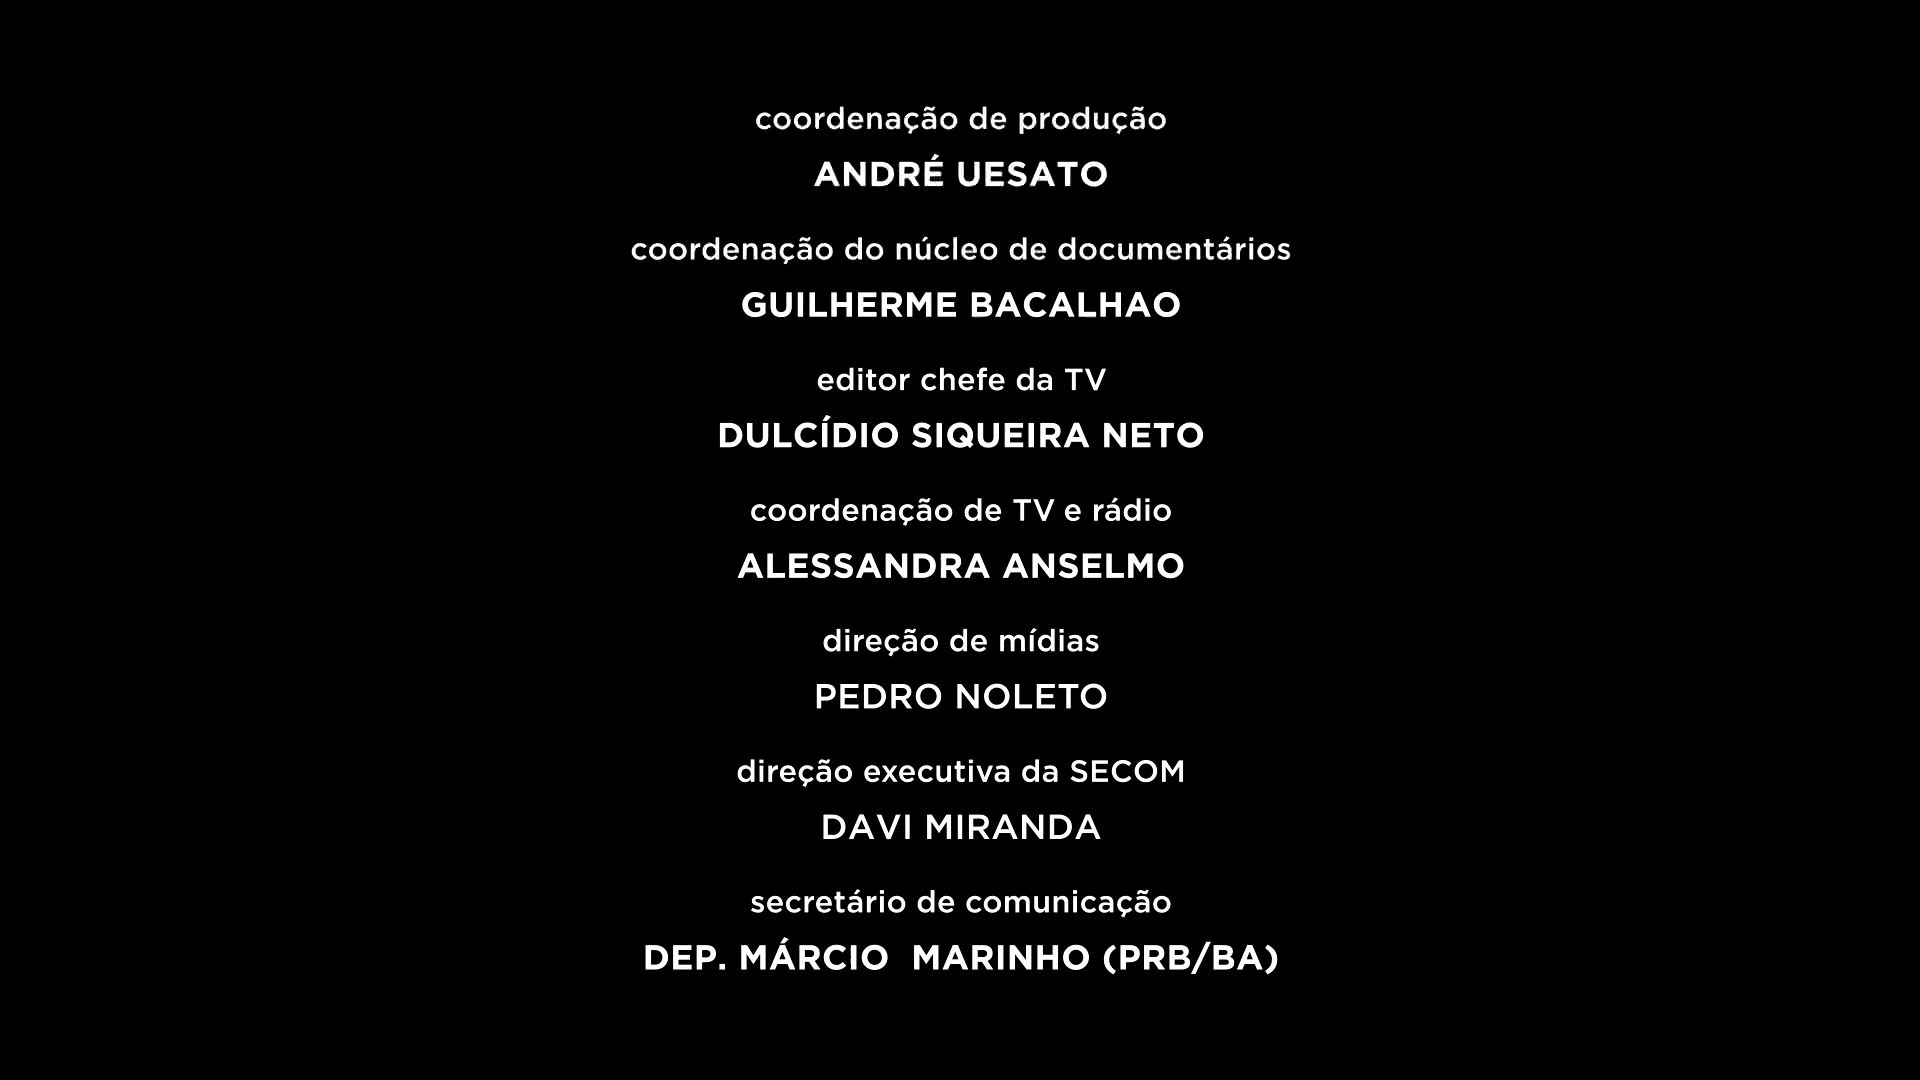 coordenação de produção
ANDRÉ UESATO
coordenação do núcleo de documentários
GUILHERME BACALHAO
editor chefe da TV
DULCÍDIO SIQUEIRA NETO
coordenação de TV e rádio
ALESSANDRA ANSELMO
direção de mídias
PEDRO NOLETO
direção executiva da SECOM
DAVI MIRANDA
secretário de comunicação
DEP. MÁRCIO  MARINHO (PRB/BA)